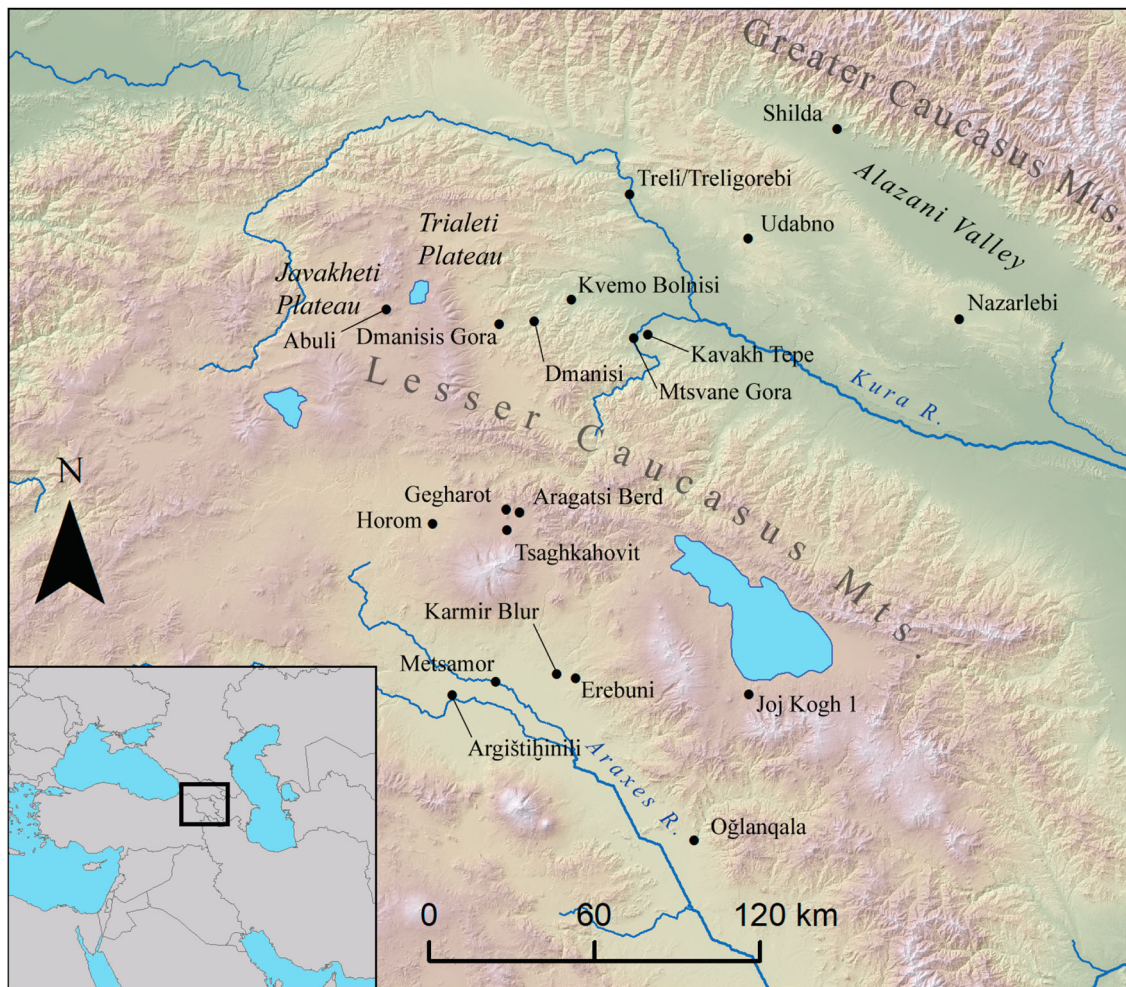 Greater Caucasus Mts.
Shilda
Alazani Valley
Treli/Treligorebi
Udabno
Trialeti
Plateau
Javakheti
Plateau
Kvemo Bolnisi
Nazarlebi
Abuli
Dmanisis Gora
Kavakh Tepe
Dmanisi
Mtsvane Gora
Kura R.
Lesser Caucasus Mts.
N
Gegharot
Aragatsi Berd
Horom
Tsaghkahovit
Karmir Blur
Metsamor
Erebuni
Joj Kogh 1
Argištiḫinili
Araxes R.
Oğlanqala
0 60 120 km